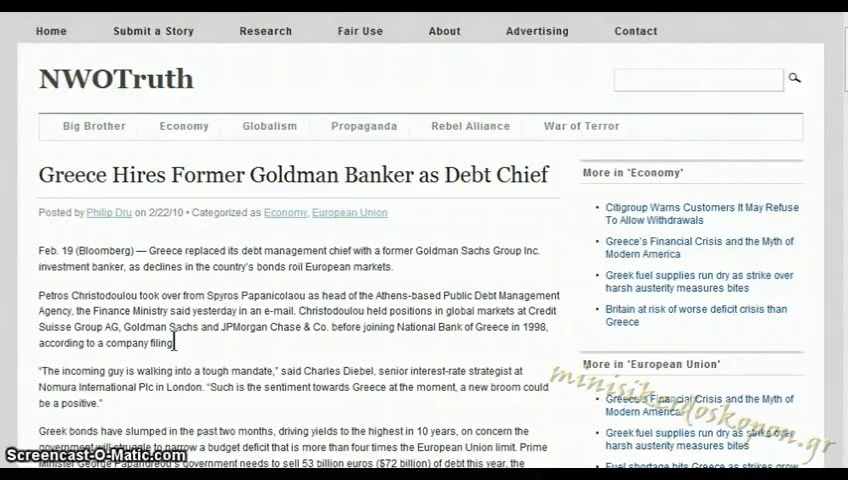 Home Submit a Story Research Fair Use About Advertising Contact
NWOTruth
Big Brother Economy Globalism Propaganda Rebel Alliance War of Terror
Greece Hires Former Goldman Banker as Debt Chief
Posted by Philip Dru on 2/22/10 • Categorized as Economy, European Union
Feb. 19 (Bloomberg) — Greece replaced its debt management chief with a former Goldman Sachs Group Inc.
investment banker, as declines in the country's bonds roil European markets.
Petros Christodoulou took over from Spyros Papanicolaou as head of the Athens-based Public Debt Management
Agency, the Finance Ministry said yesterday in an e-mail. Christodoulou held positions in global markets at Credit
Suisse Group AG, Goldman Sachs and JPMorgan Chase & Co. before joining National Bank of Greece in 1998,
according to a company filing.
“The incoming guy is walking into a tough mandate,” said Charles Diebel, senior interest-rate strategist at
Nomura International Plc in London. “Such is the sentiment towards Greece at the moment, a new broom could
be a positive.”
Greek bonds have slumped in the past two months, driving yields to the highest in 10 years, on concern the
government will struggle to narrow a budget deficit that is more than four times the European Union limit. Prime
Minister George Papandreou's government needs to sell 53 billion euros ($72 billion) of debt this year, the
More in 'Economy'
• Citigroup Warns Customers It May Refuse
To Allow Withdrawals
• Greece's Financial Crisis and the Myth of
Modern America
• Greek fuel supplies run dry as strike over
harsh austerity measures bites
• Britain at risk of worse deficit crisis than
Greece
More in 'European Union'
• Greece's Financial Crisis and the Myth of
Modern America
• Greek fuel supplies run dry as strike over
harsh austerity measures bites
• Fuel shortage hits Greece as strikes grow
Screencast-O-Matic.com